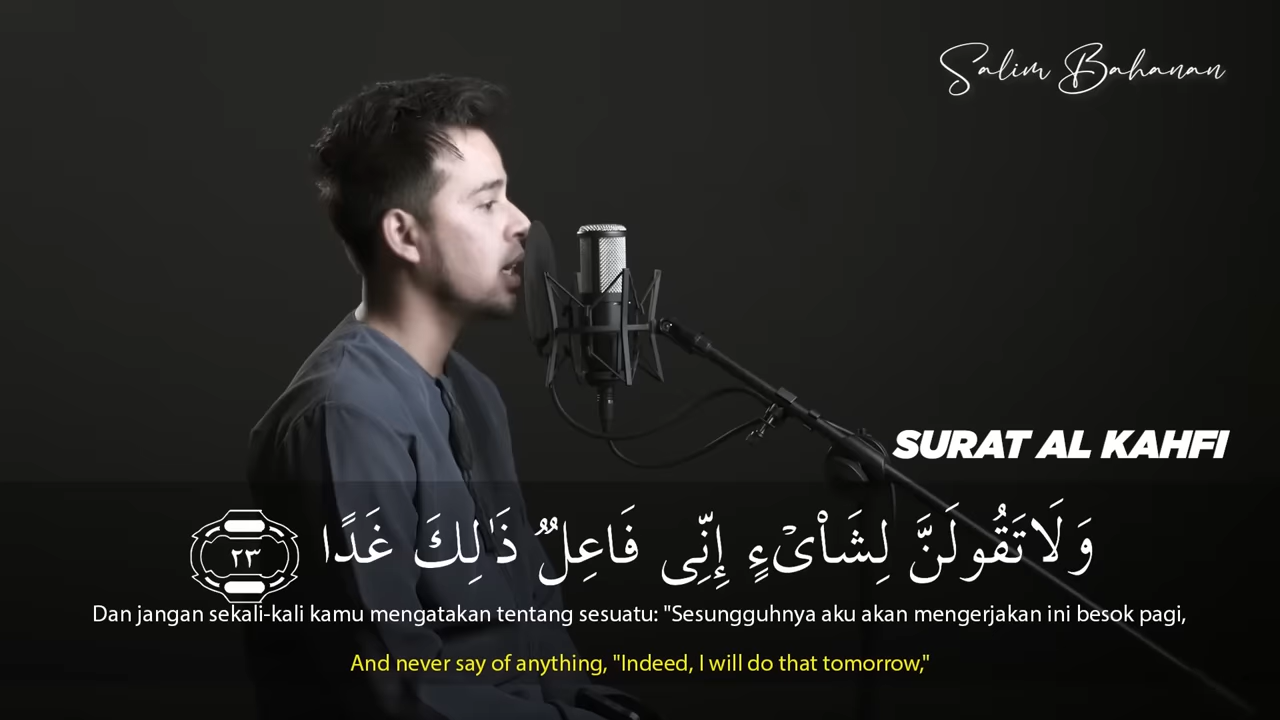 Salim Bahanan
SURAT AL KAHFI
وَلَا تَقُولَنَّ لِشَا۟ىْءٍ إِنِّى فَاعِلٌ ذَٰلِكَ غَدًا ٢٣
Dan jangan sekali-kali kamu mengatakan tentang sesuatu: "Sesungguhnya aku akan mengerjakan ini besok pagi,
And never say of anything, "Indeed, I will do that tomorrow,"